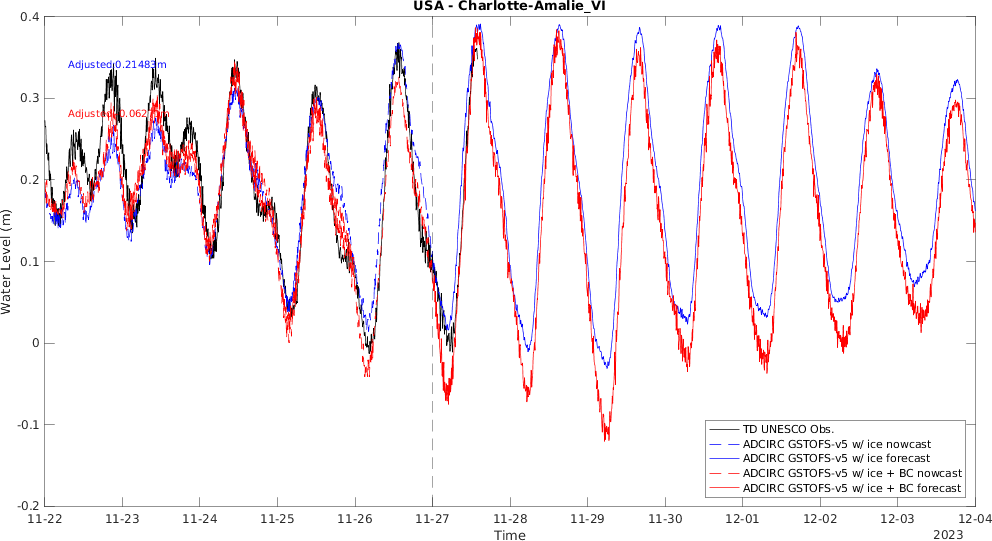 USA - Charlotte-Amalie_VI
Water Level (m)
0.4
0.3
0.2
0.1
0
-0.1
-0.2
Adjusted 0.21483m
Adjusted
TD UNESCO Obs.
ADCIRC GSTOFS-v5 w/ ice nowcast
ADCIRC GSTOFS-v5 w/ ice forecast
ADCIRC GSTOFS-v5 w/ ice + BC nowcast
ADCIRC GSTOFS-v5 w/ ice + BC forecast
11-22 11-23 11-24 11-25 11-26 11-27 11-28 11-29 11-30 12-01 12-02 12-03 12-04
Time
2023